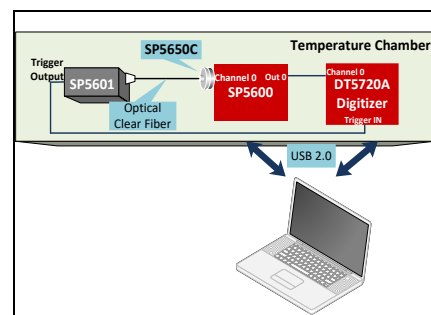 SP5650C
Temperature Chamber
Trigger
Output
SP5601
Channel 0
Out 0
SP5600
Channel 0
DT5720A
Digitizer
Trigger IN
Optical
Clear Fiber
USB 2.0